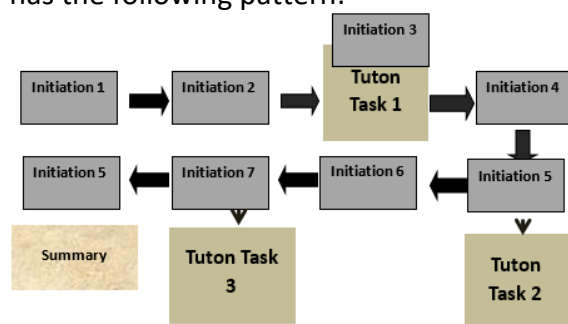 has the following pattern:
Initiation 3
Initiation 1
Initiation 2
Tuton
Task 1
Initiation 4
Initiation 5
Initiation 7
Initiation 6
Initiation 5
Summary
Tuton Task
3
Tuton
Task 2